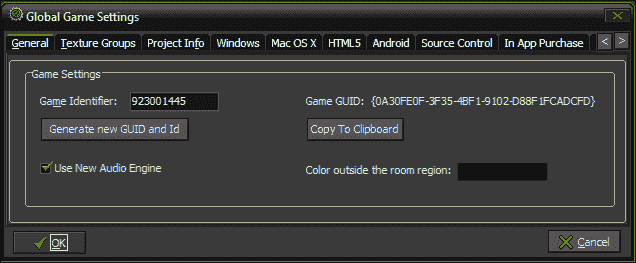 Global Game Settings
General Texture Groups Project Info Windows Mac OS X HTML5 Android Source Control In App Purchase < >
Game Settings
Game Identifier: 923001445 Game GUID: {0A30FE0F-3F35-4BF1-9102-D88F1FCADCFD}
Generate new GUID and Id Copy To Clipboard
Use New Audio Engine Color outside the room region:
OK Cancel